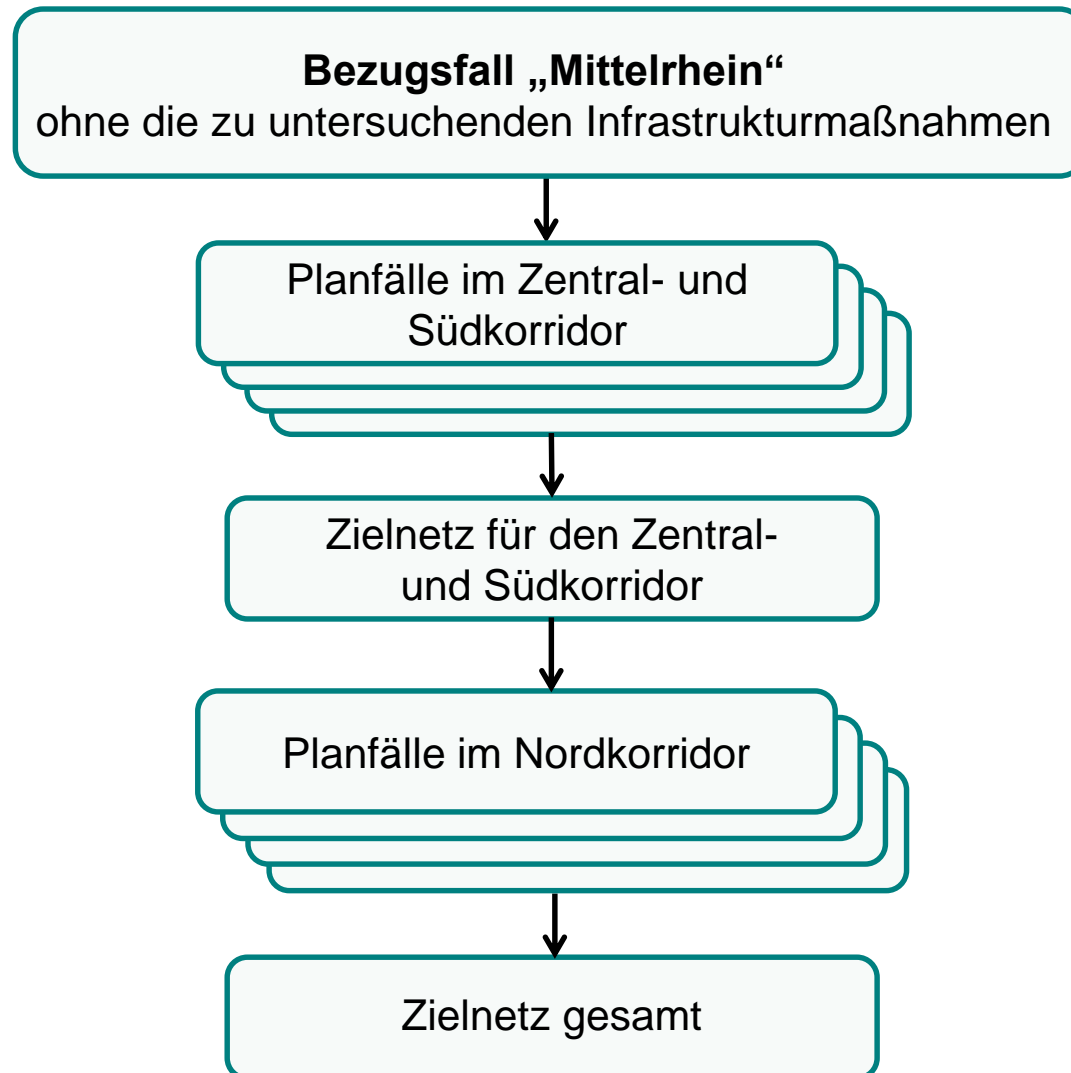 Bezugsfall „Mittelrhein“
ohne die zu untersuchenden Infrastrukturmaßnahmen
Planfälle im Zentral- und
Südkorridor
Zielnetz für den Zentral-
und Südkorridor
Planfälle im Nordkorridor
Zielnetz gesamt